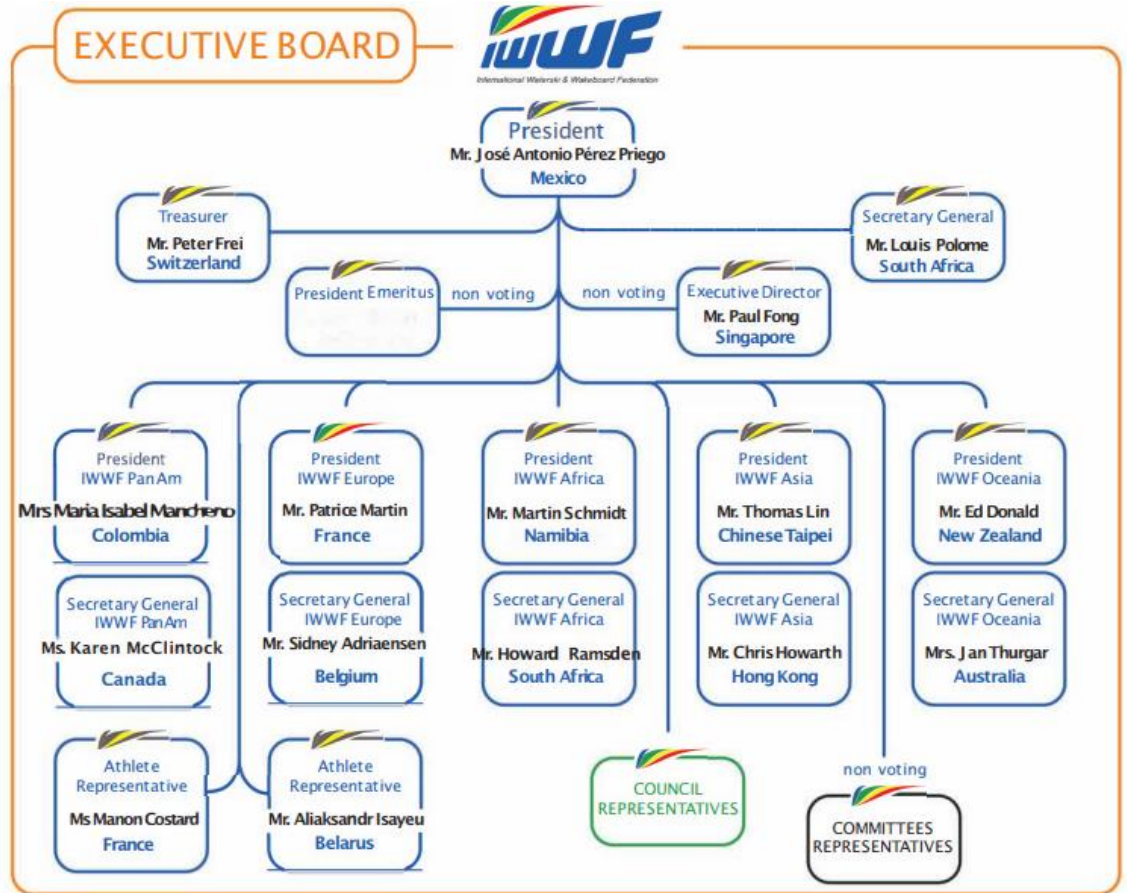 EXECUTIVE BOARD
IWWF
International Waterski & Wakeboard Federation
President
Mr. José Antonio Pérez Priego
Mexico
Treasurer
Mr. Peter Frei
Switzerland
Secretary General
Mr. Louis Polome
South Africa
President Emeritus
non voting
non voting
Executive Director
Mr. Paul Fong
Singapore
President
IWWF PanAm
Mrs Maria Isabel Mancheno
Colombia
President
IWWF Europe
Mr. Patrice Martin
France
President
IWWF Africa
Mr. Martin Schmidt
Namibia
President
IWWF Asia
Mr. Thomas Lin
Chinese Taipei
President
IWWF Oceania
Mr. Ed Donald
New Zealand
Secretary General
IWWF PanAm
Ms. Karen McClintock
Canada
Secretary General
IWWF Europe
Mr. Sidney Adriaensen
Belgium
Secretary General
IWWF Africa
Mr. Howard Ramsden
South Africa
Secretary General
IWWF Asia
Mr. Chris Howarth
Hong Kong
Secretary General
IWWF Oceania
Mrs. Jan Thurgar
Australia
Athlete
Representative
Ms Manon Costard
France
Athlete
Representative
Mr. Aliaksandr Isayeu
Belarus
COUNCIL
REPRESENTATIVES
non voting
COMMITTEES
REPRESENTATIVES